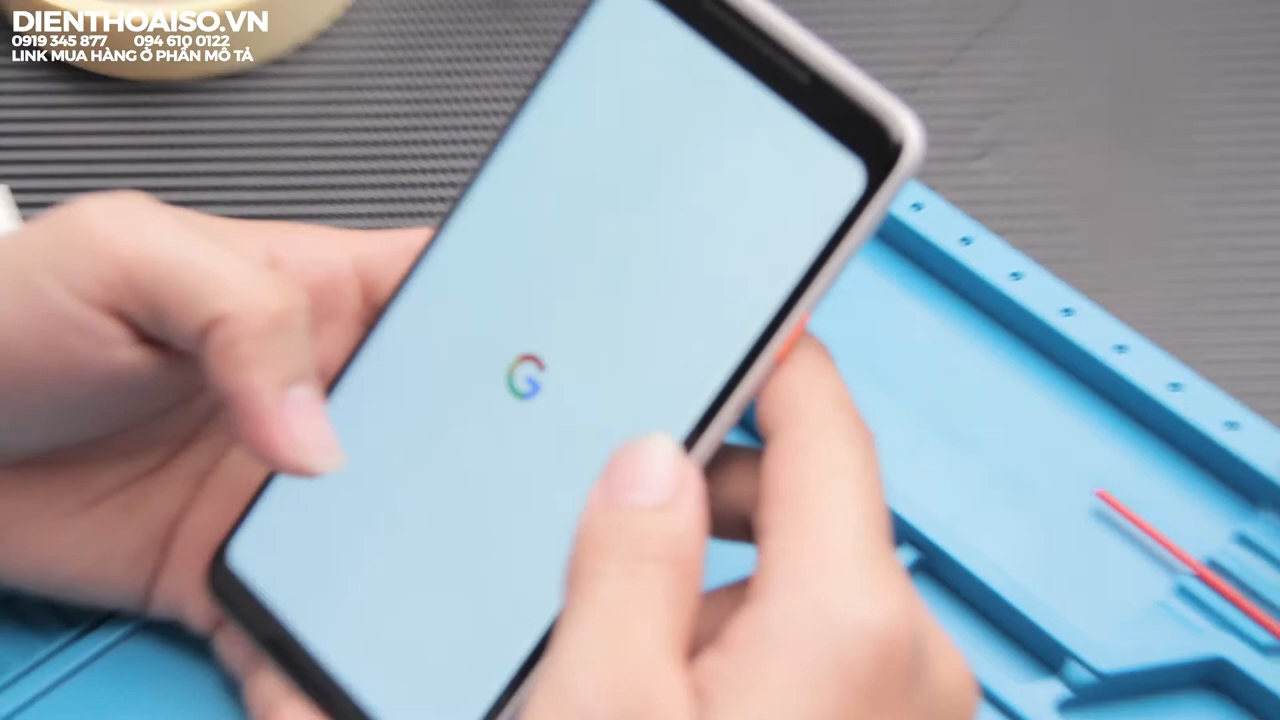 DIENTHOAISO.VN
0919 345 877 094 610 0122
LINK MUA HÀNG Ở PHẦN MÔ TẢ
G